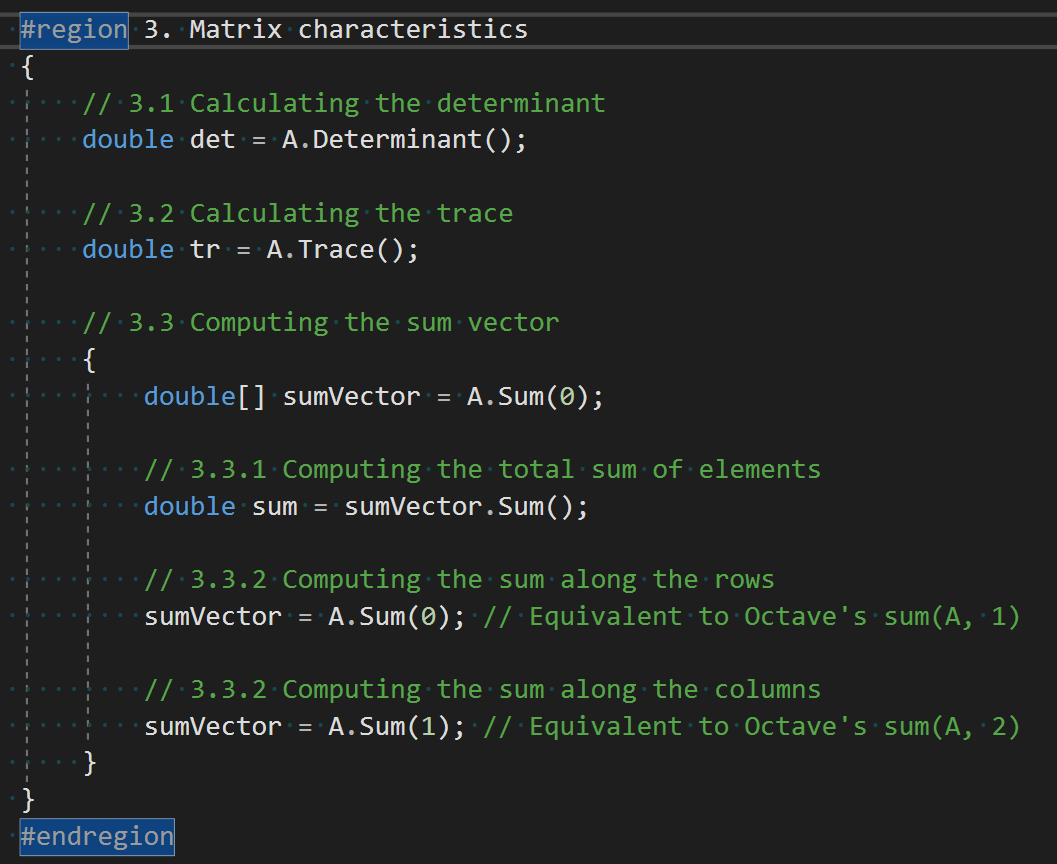 #region 3. Matrix characteristics
{
// 3.1 Calculating the determinant
double det = A.Determinant();
// 3.2 Calculating the trace
double tr = A.Trace();
// 3.3 Computing the sum vector
{
double[] sumVector = A.Sum(0);
// 3.3.1 Computing the total sum of elements
double sum = sumVector.Sum();
// 3.3.2 Computing the sum along the rows
sumVector = A.Sum(0); // Equivalent to Octave's sum(A, 1)
// 3.3.2 Computing the sum along the columns
sumVector = A.Sum(1); // Equivalent to Octave's sum(A, 2)
}
}
#endregion